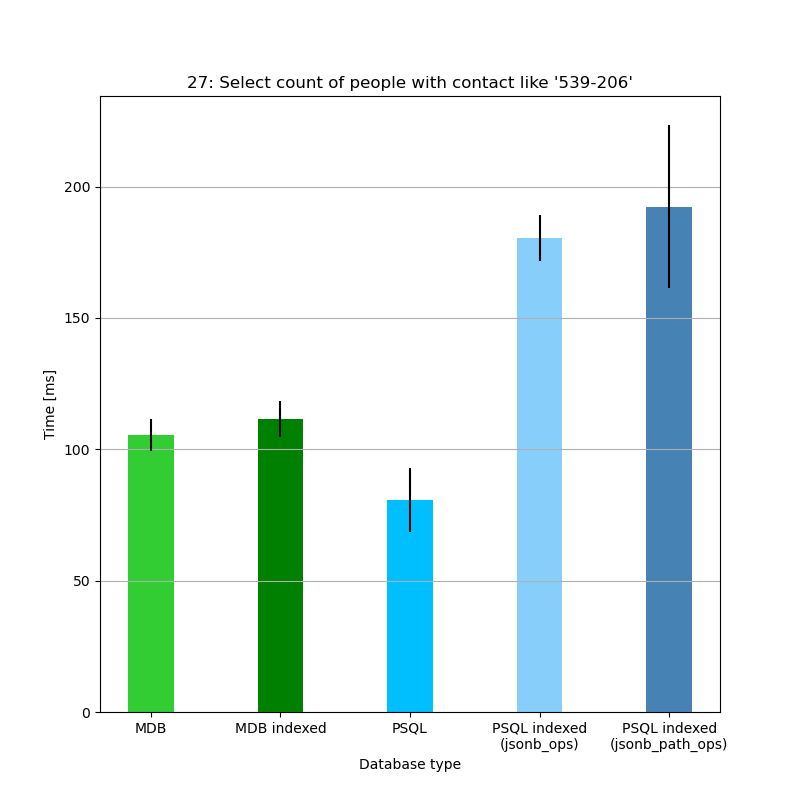 27: Select count of people with contact like '539-206'
Time [ms]
200
150
100
50
0
MDB
MDB indexed
PSQL
PSQL indexed
(jsonb_ops)
PSQL indexed
(jsonb_path_ops)
Database type